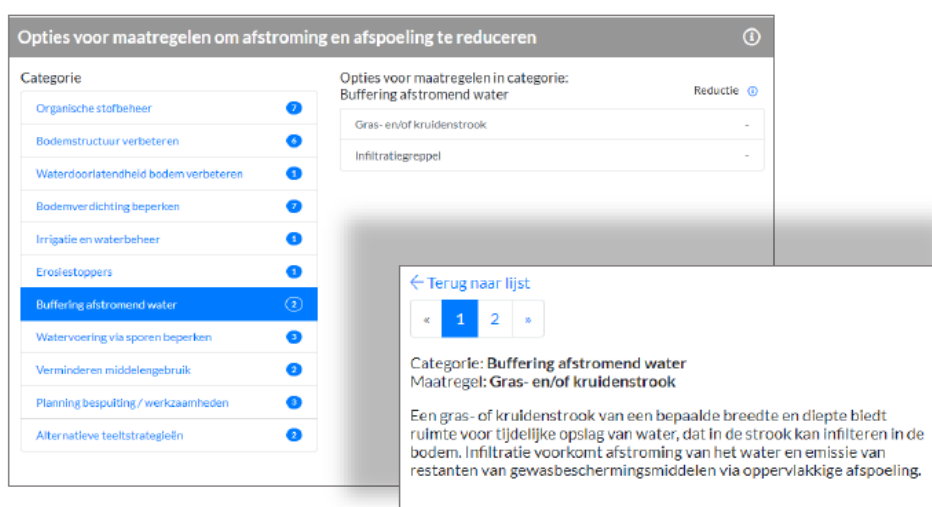 Opties voor maatregelen om afstroming en afspoeling te reduceren
Categorie
Organische stofbeheer 7
Bodemstructuur verbeteren 6
Waterdoorlatendheid bodem verbeteren 1
Bodemverdichting beperken 7
Irrigatie en waterbeheer 1
Erosiestoppers 1
Buffering afstromend water 2
Watervoering via sporen beperken 3
Verminderen middelengebruik 2
Planning bespuiting / werkzaamheden 3
Alternatieve teeltstrategieën 2
Opties voor maatregelen in categorie:
Buffering afstromend water
Reductie
Gras- en/of kruidenstrook -
Infiltratiegreppel -
← Terug naar lijst
« 1 2 »
Categorie: Buffering afstromend water
Maatregel: Gras- en/of kruidenstrook
Een gras- of kruidenstrook van een bepaalde breedte en diepte biedt
ruimte voor tijdelijke opslag van water, dat in de strook kan infilteren in de
bodem. Infiltratie voorkomt afstroming van het water en emissie van
restanten van gewasbeschermingsmiddelen via oppervlakkige afspoeling.